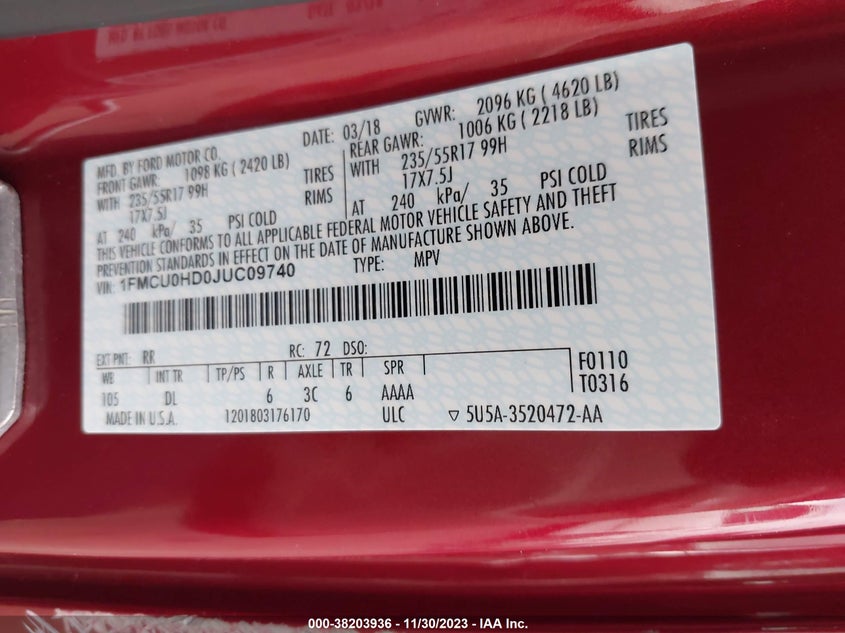 MFD. BY FORD MOTOR CO.
DATE: 03/18 GVWR: 2096 KG ( 4620 LB)
FRONT GAWR: 1098 KG ( 2420 LB)
REAR GAWR: 1006 KG ( 2218 LB)
WITH 235/55R17 99H TIRES
WITH 235/55R17 99H TIRES
17X7.5J RIMS
17X7.5J RIMS
AT 240 kPa/ 35 PSI COLD
AT 240 kPa/ 35 PSI COLD
THIS VEHICLE CONFORMS TO ALL APPLICABLE FEDERAL MOTOR VEHICLE SAFETY AND THEFT
PREVENTION STANDARDS IN EFFECT ON THE DATE OF MANUFACTURE SHOWN ABOVE.
VIN: 1FMCU0HD0JUC09740 TYPE: MPV
EXT PNT: RR RC: 72 DSO:
WB INT TR TP/PS R AXLE TR SPR
105 DL 6 3C 6 AAAA
F0110
T0316
MADE IN U.S.A. 1201803176170 ULC ▽ 5U5A-3520472-AA
000-38203936 - 11/30/2023 - IAA Inc.